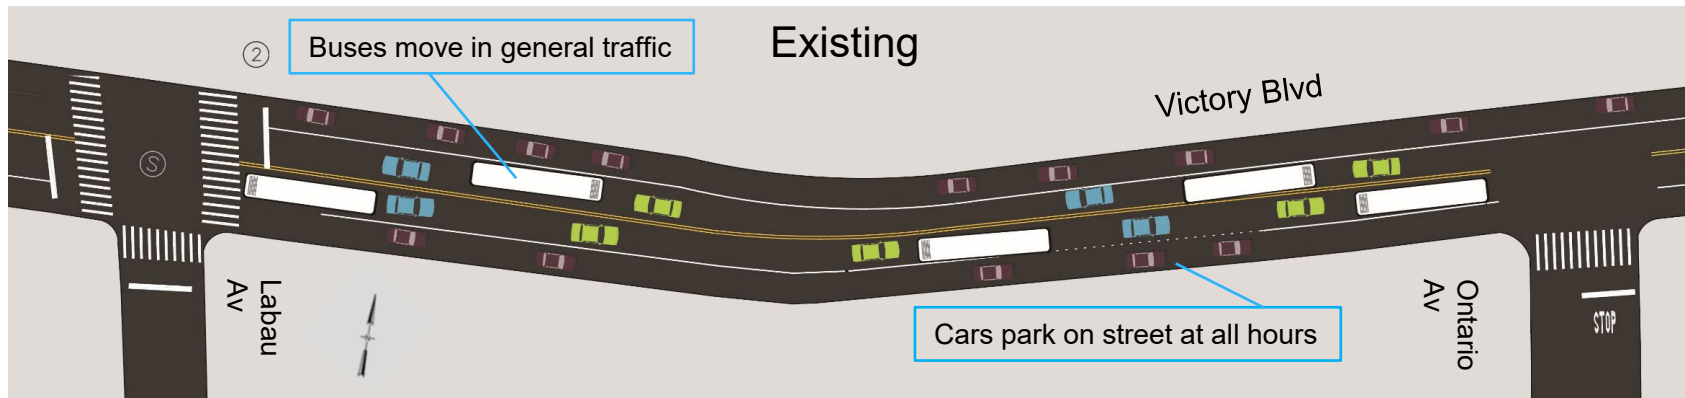 Existing
2
Buses move in general traffic
Victory Blvd
S
Labau
Av
Cars park on street at all hours
Ontario
Av
STOP